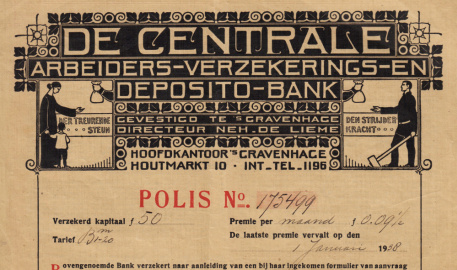 DE CENTRALE
ARBEIDERS-VERZEKERINGS-EN
DEPOSITO-BANK
DER TREURENDE STEUN
GEVESTIGD TE 'S GRAVENHAGE
DIRECTEUR NEH. DE LIEME
DEN STRIJDER KRACHT
HOOFDKANTOOR 'S GRAVENHAGE
HOUTMARKT 10 · INT-TEL. 1196
POLIS No. 175499
Verzekerd kapitaal f 50 Premie per maand f 0.09½
Tarief De laatste premie vervalt op den
1 Januari 1938
Bovengenoemde Bank verzekert naar aanleiding van een bij haar ingekomen formulier van aanvraag